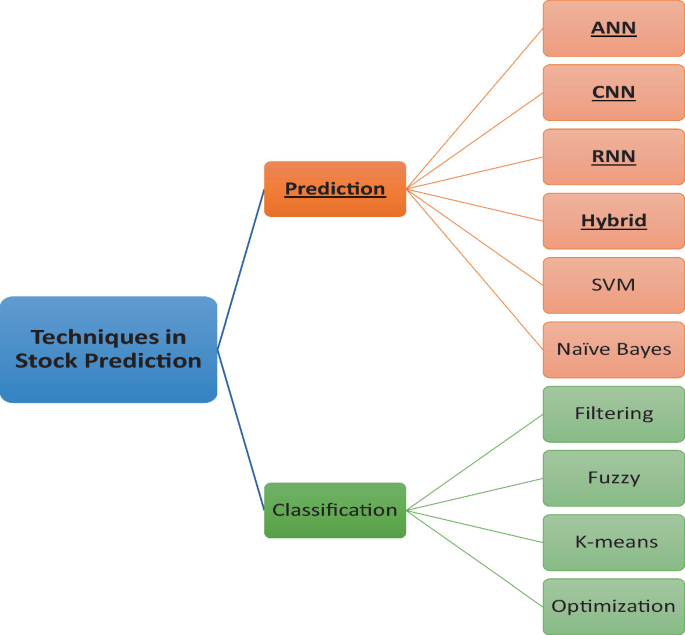 Techniques in
Stock Prediction
Prediction
ANN
CNN
RNN
Hybrid
SVM
Naïve Bayes
Classification
Filtering
Fuzzy
K-means
Optimization